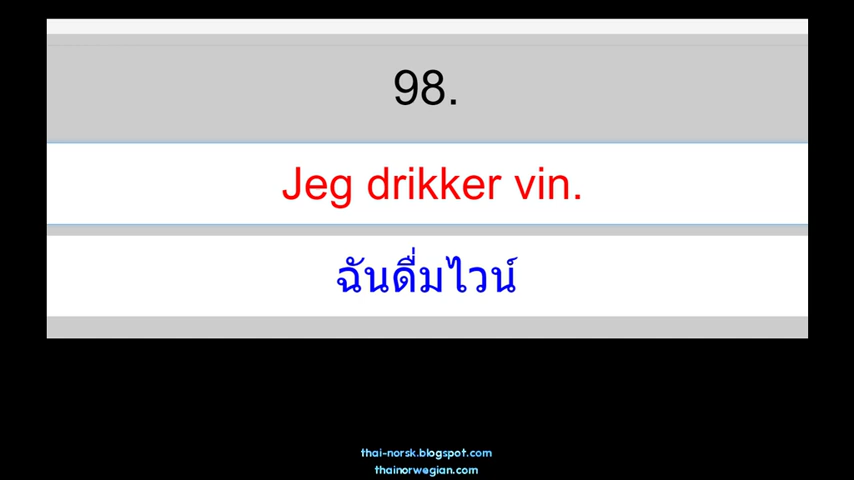 98.
Jeg drikker vin.
ฉันดื่มไวน์
thai-norsk.blogspot.com
thainorwegian.com